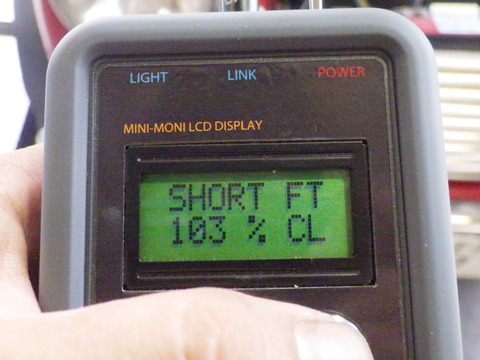 LIGHT LINK POWER
MINI-MONI LCD DISPLAY
SHORT FT
103 % CL